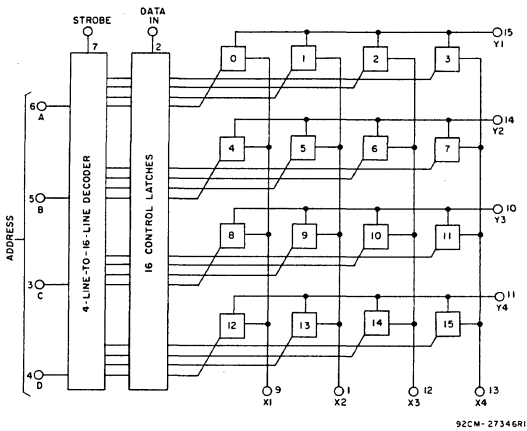 STROBE
DATA
IN
7
2
15
Y1
0
1
2
3
6
A
14
Y2
4
5
6
7
5
B
10
Y3
8
9
10
11
3
C
11
Y4
12
13
14
15
4
D
ADDRESS
4-LINE-TO-16-LINE DECODER
16 CONTROL LATCHES
9
X1
1
X2
12
X3
13
X4
92CM-27346R1